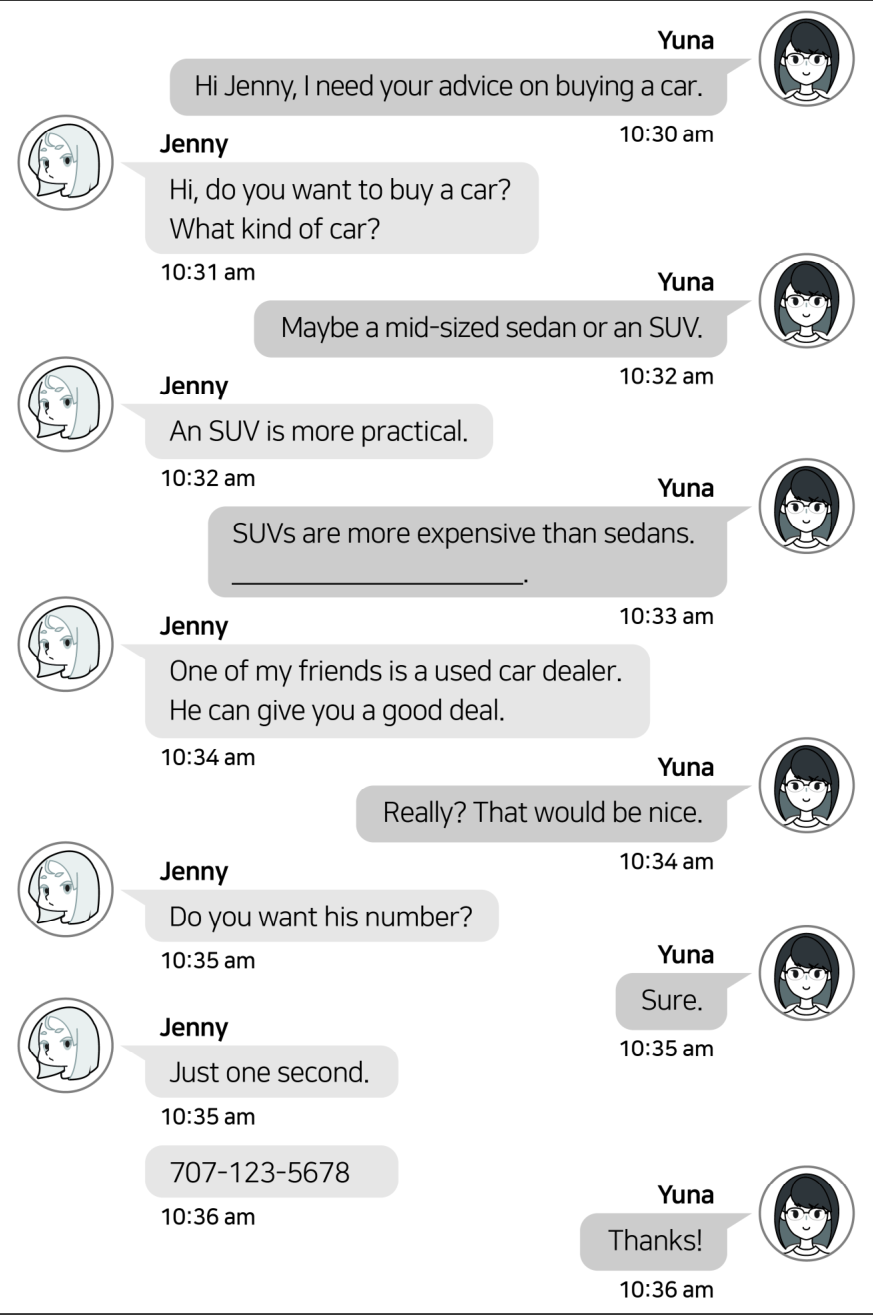 Yuna
Hi Jenny, I need your advice on buying a car.
10:30 am
Jenny
Hi, do you want to buy a car?
What kind of car?
10:31 am
Yuna
Maybe a mid-sized sedan or an SUV.
10:32 am
Jenny
An SUV is more practical.
10:32 am
Yuna
SUVs are more expensive than sedans.
____________________.
10:33 am
Jenny
One of my friends is a used car dealer.
He can give you a good deal.
10:34 am
Yuna
Really? That would be nice.
10:34 am
Jenny
Do you want his number?
10:35 am
Yuna
Sure.
10:35 am
Jenny
Just one second.
10:35 am
707-123-5678
10:36 am
Yuna
Thanks!
10:36 am